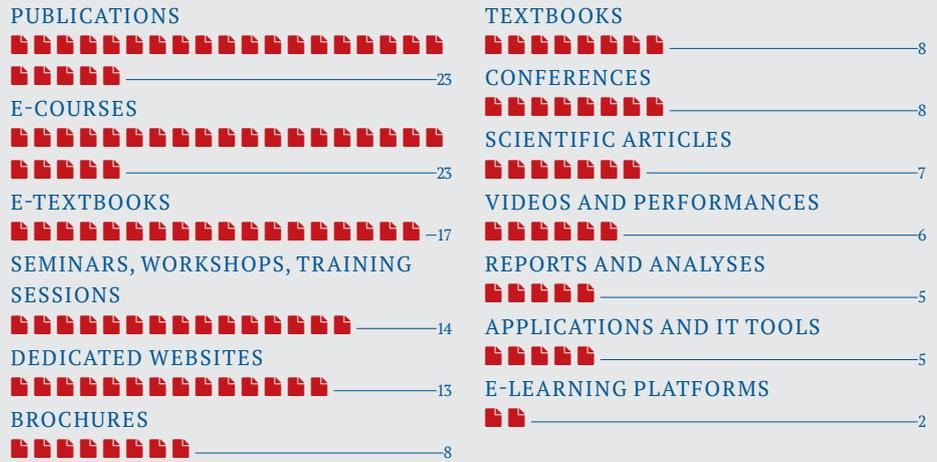 PUBLICATIONS
23
E-COURSES
23
E-TEXTBOOKS
17
SEMINARS, WORKSHOPS, TRAINING
SESSIONS
14
DEDICATED WEBSITES
13
BROCHURES
8
TEXTBOOKS
8
CONFERENCES
8
SCIENTIFIC ARTICLES
7
VIDEOS AND PERFORMANCES
6
REPORTS AND ANALYSES
5
APPLICATIONS AND IT TOOLS
5
E-LEARNING PLATFORMS
2